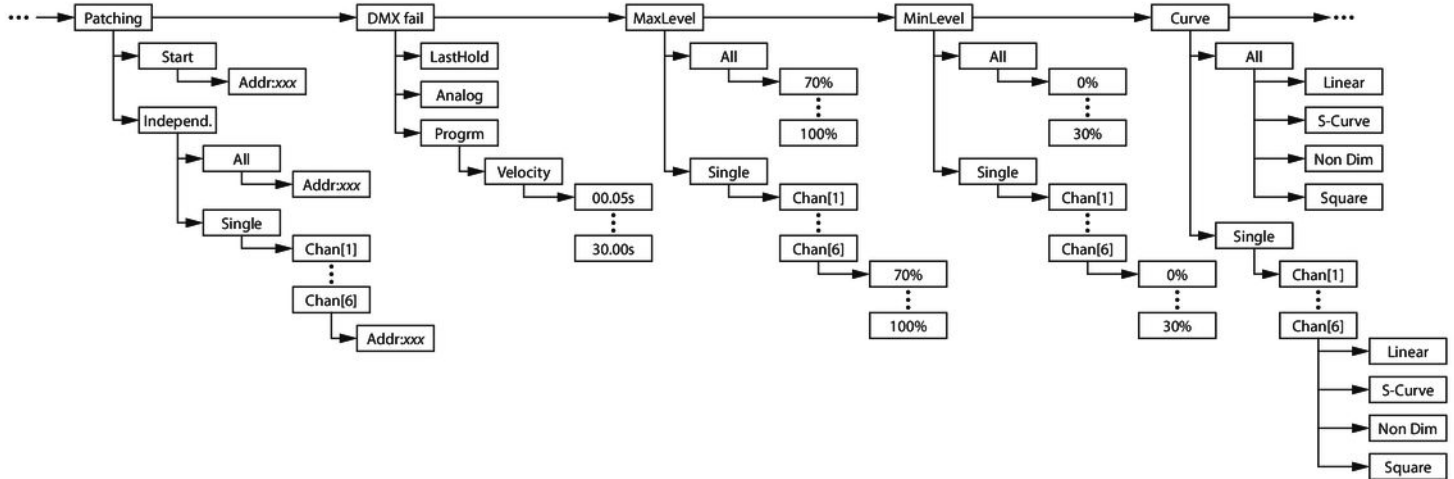 ••• Patching DMX fail MaxLevel MinLevel Curve •••
Start LastHold All All All
Addr:xxx 70% 0% Linear
Analog
Independ. Progrm 100% 30% S-Curve
All Velocity Single Single Non Dim
Addr:xxx 00.05s Chan[1] Chan[1] Square
Single 30.00s Chan[6] Chan[6] Single
Chan[1] 70% 0% Chan[1]
Chan[6] 100% 30% Chan[6]
Addr:xxx Linear
S-Curve
Non Dim
Square